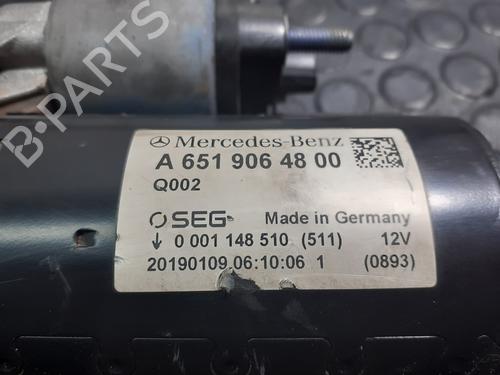 B-PARTS
Mercedes-Benz
A 651 906 48 00
Q002
SEG Made in Germany
↓ 0 001 148 510 (511) 12V
20190109 06:10:06 1 (0893)